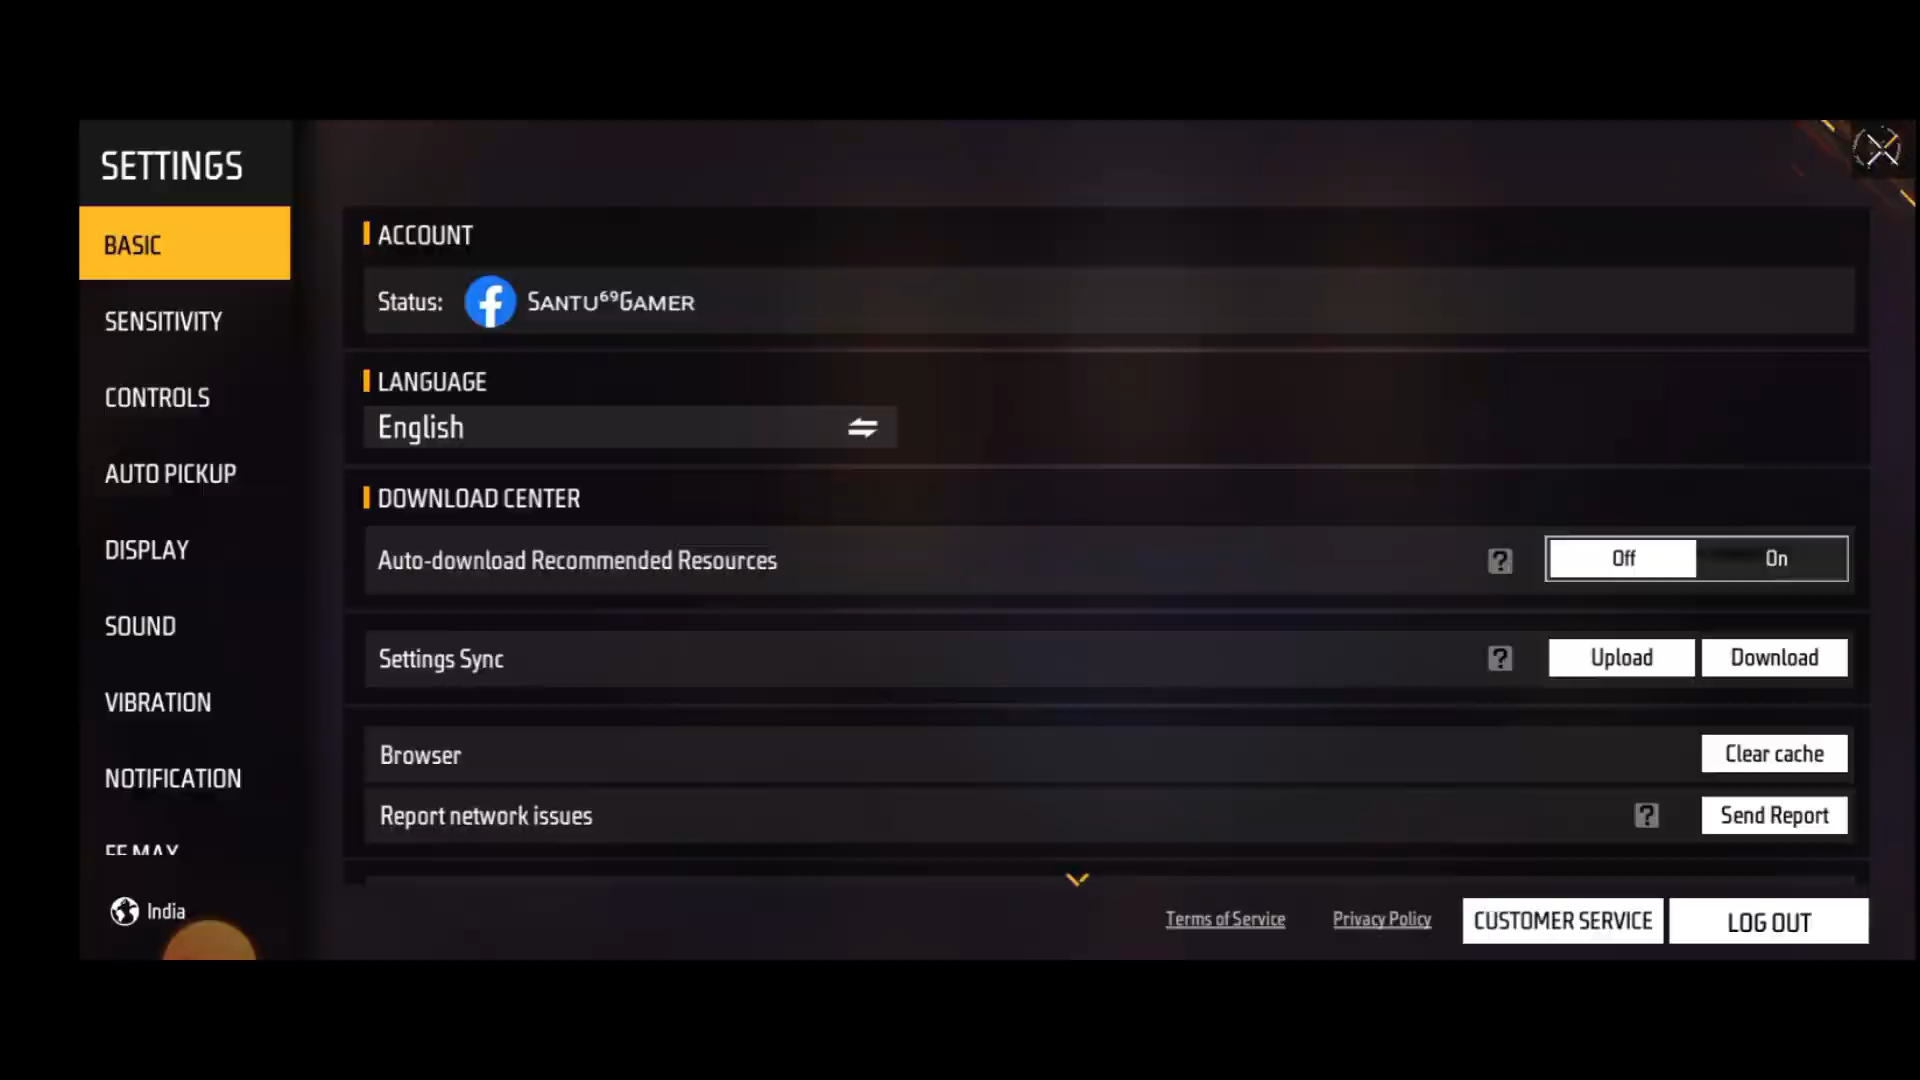 SETTINGS
BASIC
SENSITIVITY
CONTROLS
AUTO PICKUP
DISPLAY
SOUND
VIBRATION
NOTIFICATION
FF MAX
India
ACCOUNT
Status: SANTU⁶⁹GAMER
LANGUAGE
English
DOWNLOAD CENTER
Auto-download Recommended Resources ? Off On
Settings Sync ? Upload Download
Browser Clear cache
Report network issues ? Send Report
Terms of Service Privacy Policy CUSTOMER SERVICE LOG OUT